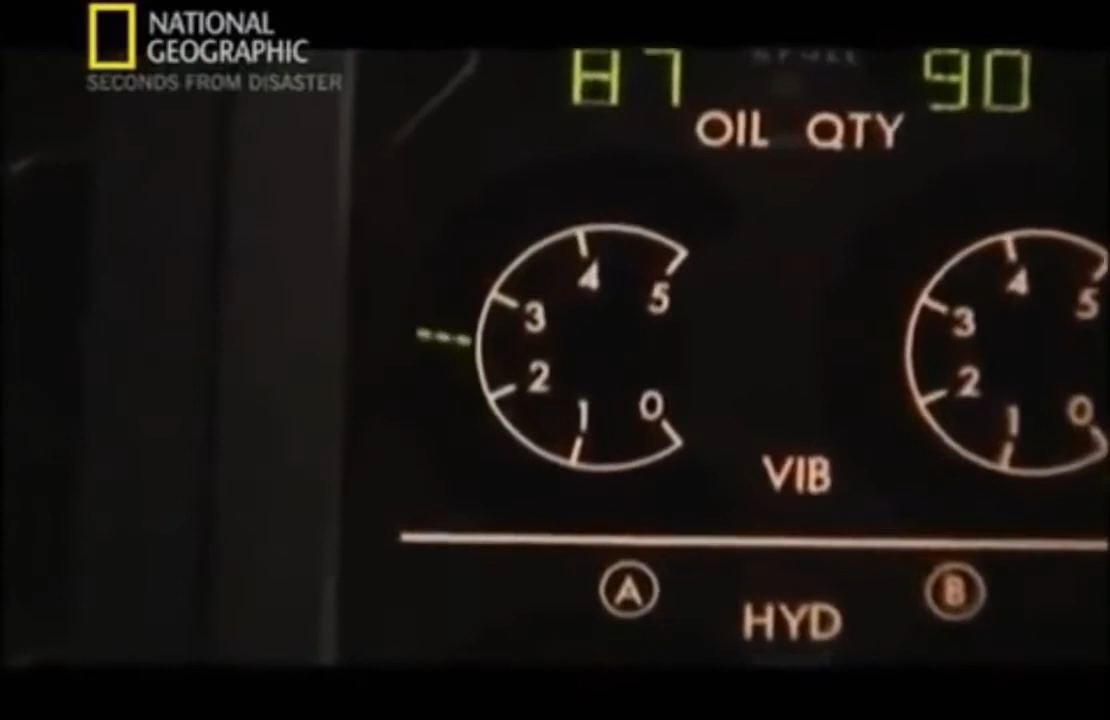 NATIONAL
GEOGRAPHIC
SECONDS FROM DISASTER
87 90
OIL QTY
4 5 4 5
3 3
2 2
1 0 1 0
VIB
A B
HYD